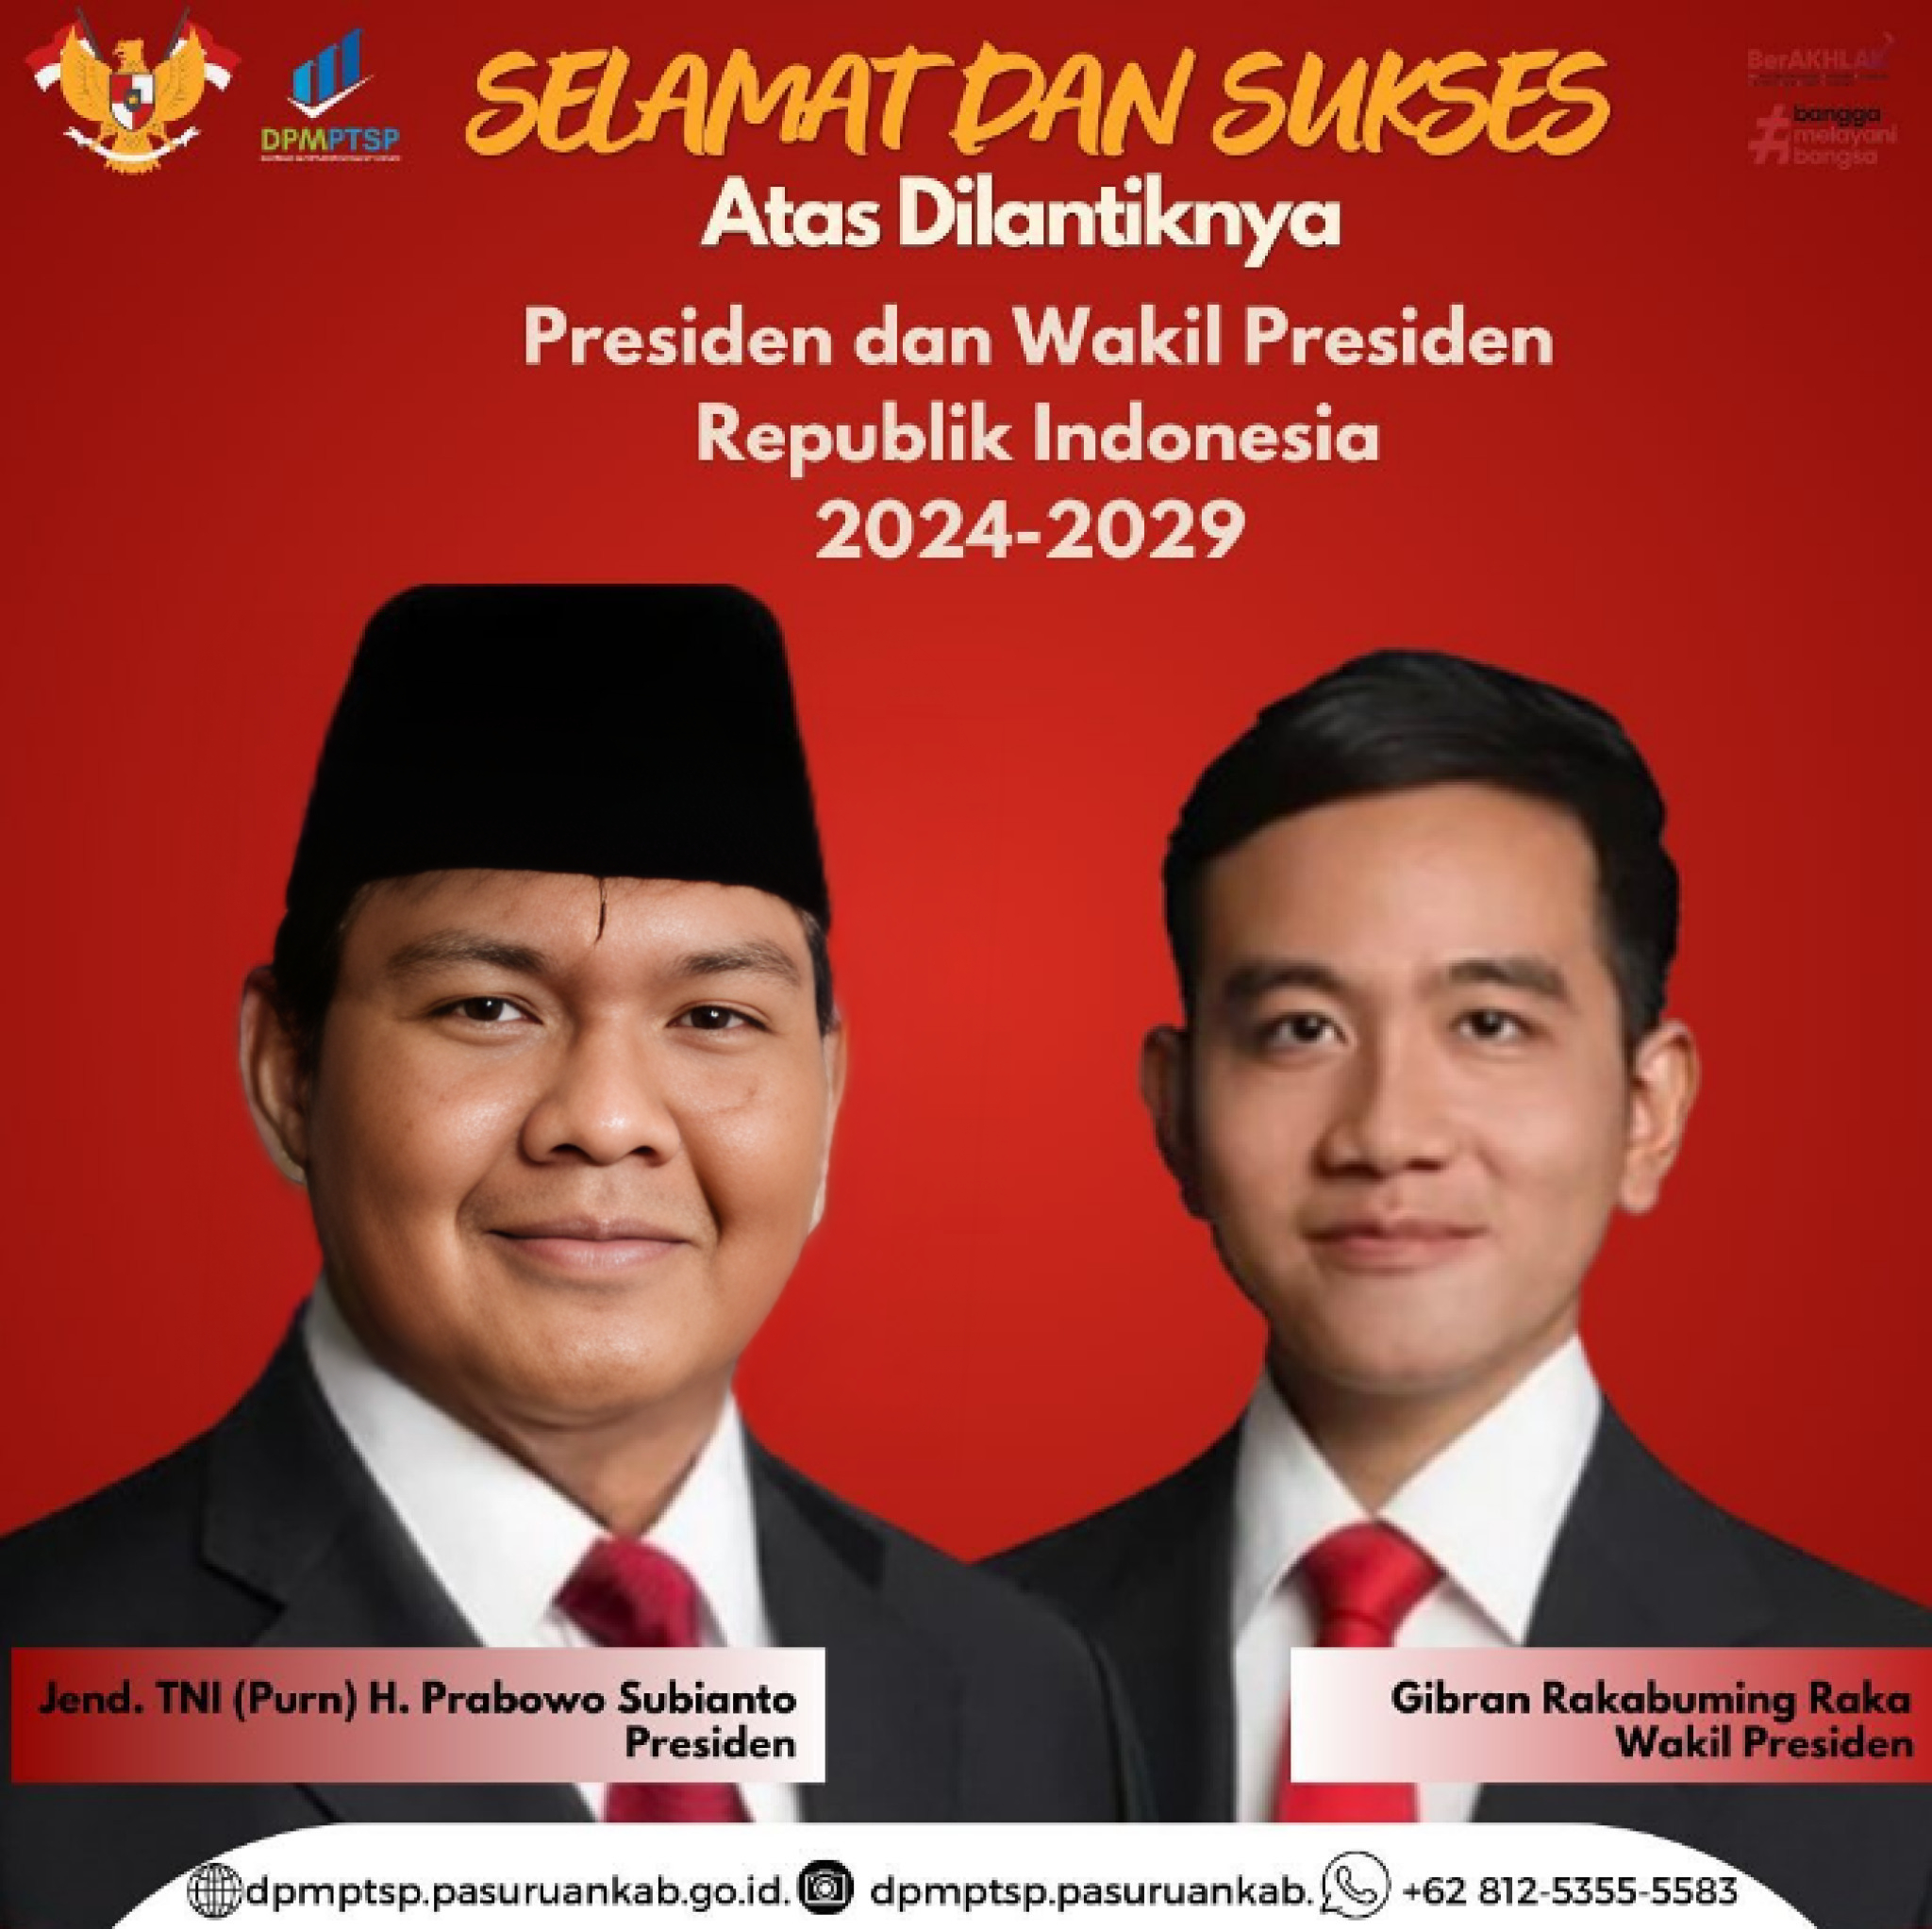 DPMPTSP
SELAMAT DAN SUKSES
BerAKHLAK
#bangga
melayani
bangsa
Atas Dilantiknya
Presiden dan Wakil Presiden
Republik Indonesia
2024-2029
Jend. TNI (Purn) H. Prabowo Subianto
Presiden
Gibran Rakabuming Raka
Wakil Presiden
dpmptsp.pasuruankab.go.id. dpmptsp.pasuruankab. +62 812-5355-5583